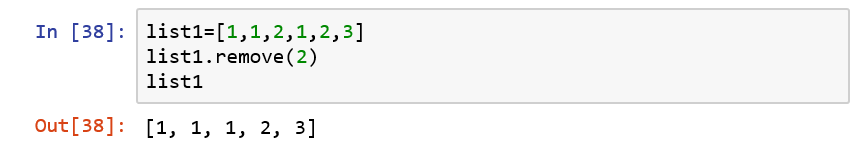 In [38]: list1=[1,1,2,1,2,3]
list1.remove(2)
list1
Out[38]: [1, 1, 1, 2, 3]